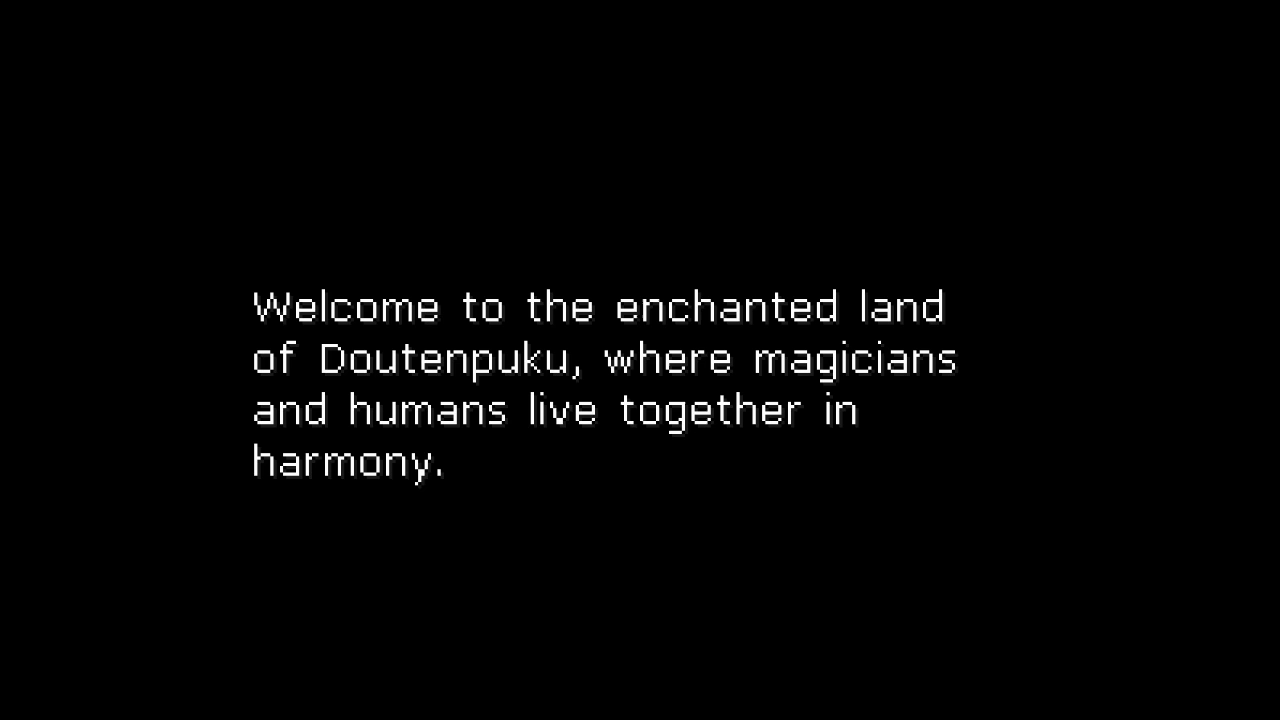 Welcome to the enchanted land
of Doutenpuku, where magicians
and humans live together in
harmony.